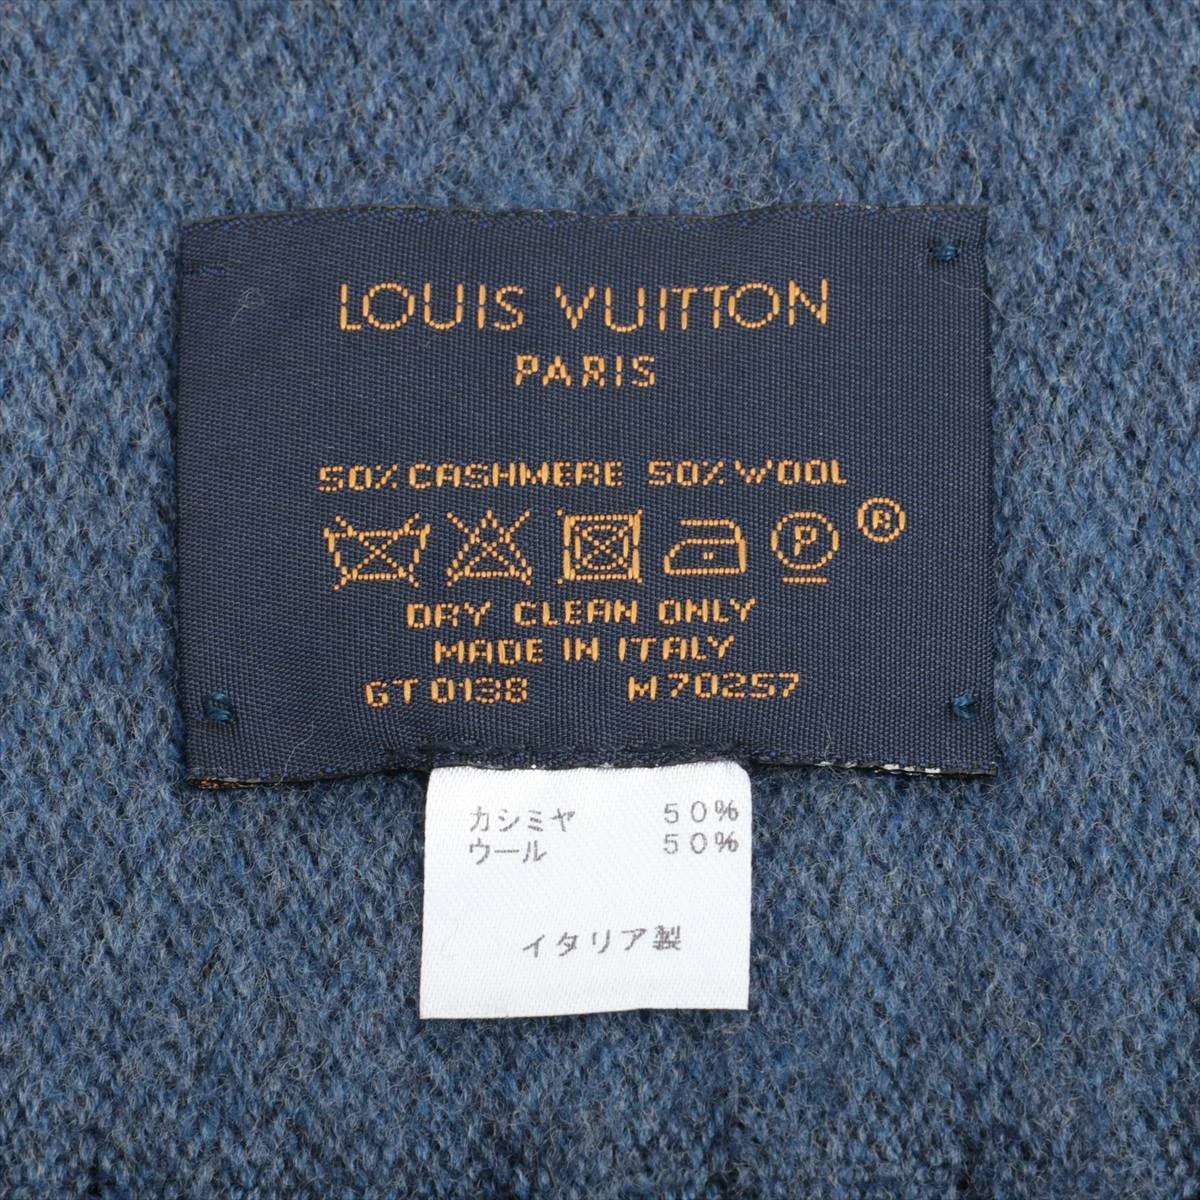 LOUIS VUITTON
PARIS
50% CASHMERE 50% WOOL
P ®
DRY CLEAN ONLY
MADE IN ITALY
GT0138 M70257
カシミヤ 50%
ウール 50%
イタリア製